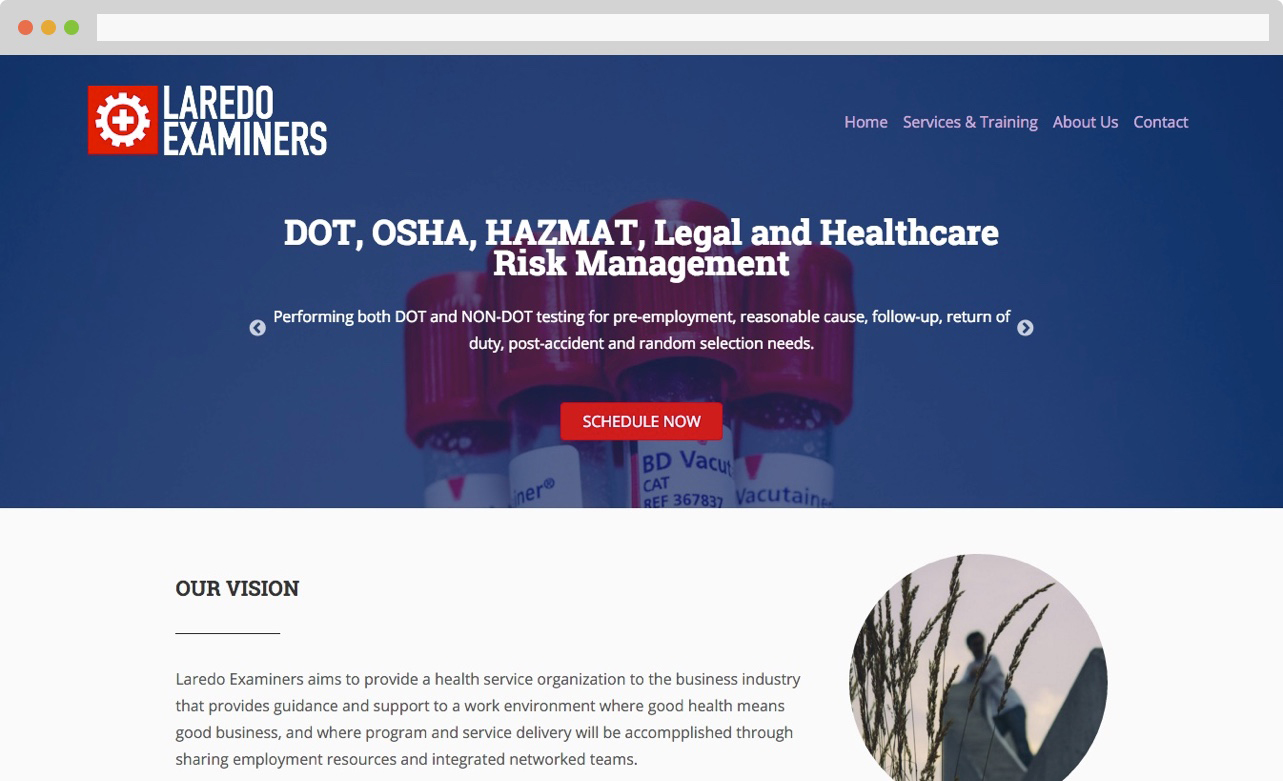 LAREDO
EXAMINERS
Home Services & Training About Us Contact
DOT, OSHA, HAZMAT, Legal and Healthcare
Risk Management
Performing both DOT and NON-DOT testing for pre-employment, reasonable cause, follow-up, return of
duty, post-accident and random selection needs.
SCHEDULE NOW
BD Vacut
iner®
CAT
REF 367837
Vacutaine
OUR VISION
Laredo Examiners aims to provide a health service organization to the business industry
that provides guidance and support to a work environment where good health means
good business, and where program and service delivery will be accompplished through
sharing employment resources and integrated networked teams.